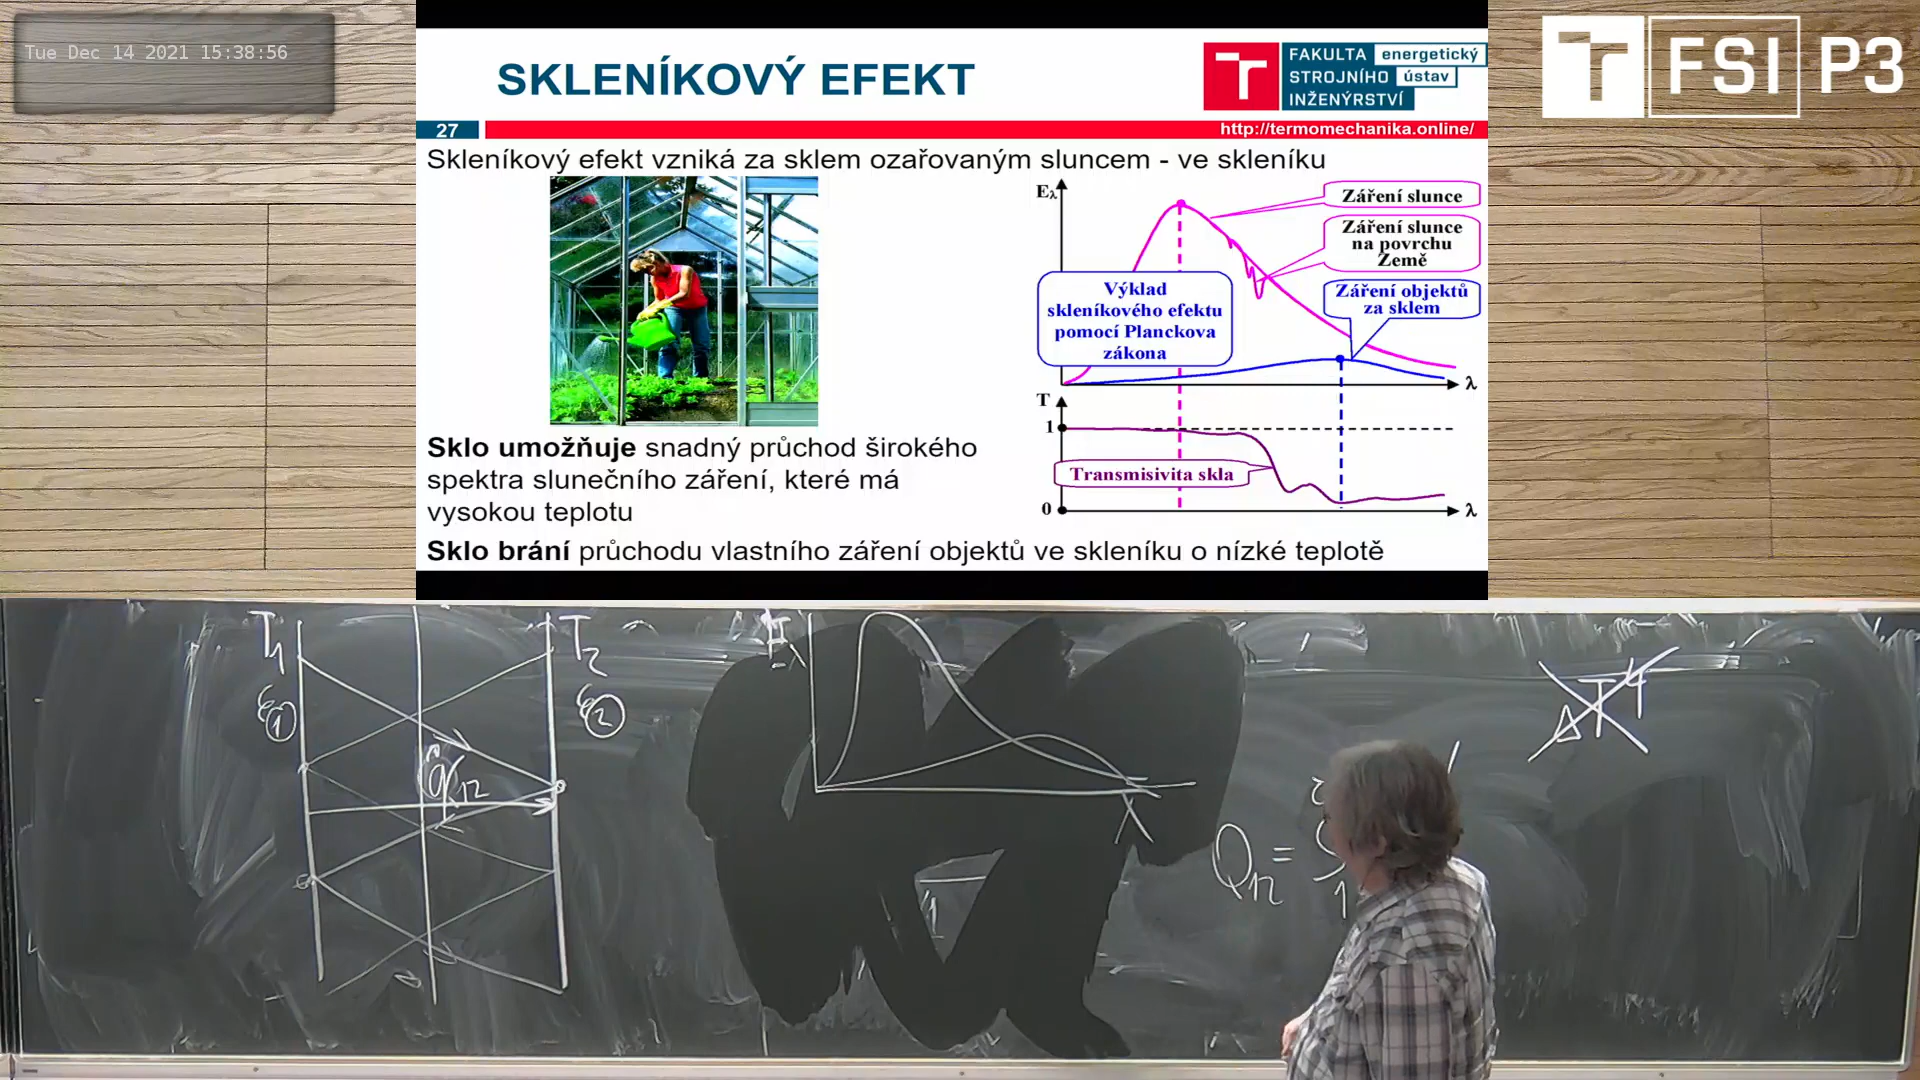 Tue Dec 14 2021 15:38:56
SKLENÍKOVÝ EFEKT
FAKULTA energetický
STROJNÍHO ústav
INŽENÝRSTVÍ
FSI P3
27
http://termomechanika.online/
Skleníkový efekt vzniká za sklem ozařovaným sluncem - ve skleníku
Eλ
Záření slunce
Záření slunce
na povrchu
Země
Záření objektů
za sklem
Výklad
skleníkového efektu
pomocí Planckova
zákona
λ
T
1
Transmisivita skla
0
λ
Sklo umožňuje snadný průchod širokého
spektra slunečního záření, které má
vysokou teplotu
Sklo brání průchodu vlastního záření objektů ve skleníku o nízké teplotě
T1
ε1
T2
ε2
q12
λ
Q12 =
ΔT4